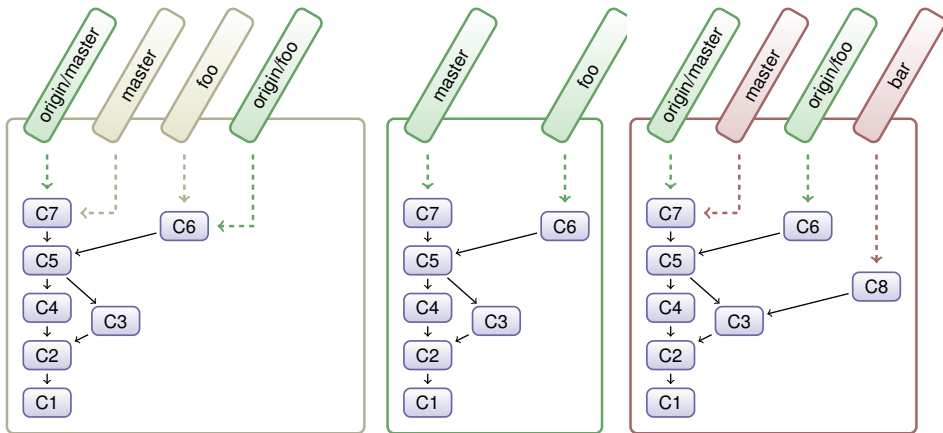 origin/master
master
foo
origin/foo
C7
C6
C5
C4
C3
C2
C1
master
foo
C7
C6
C5
C4
C3
C2
C1
origin/master
master
origin/foo
bar
C7
C6
C5
C8
C4
C3
C2
C1